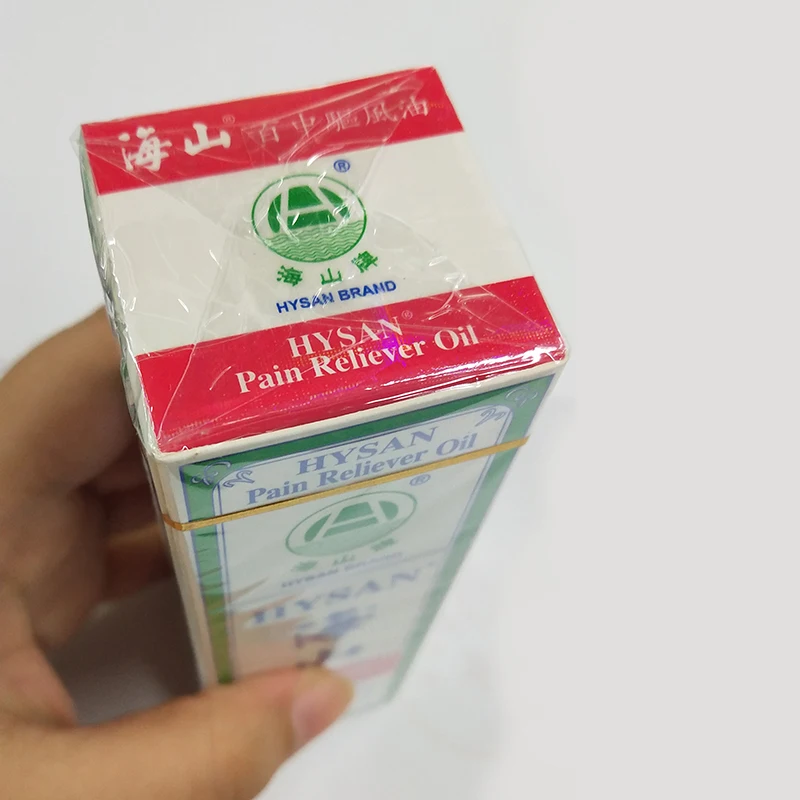 海山® 百中驅風油
®
海山牌
HYSAN BRAND
HYSAN®
Pain Reliever Oil
HYSAN
Pain Reliever Oil
®
海山牌
HYSAN BRAND
HYSAN